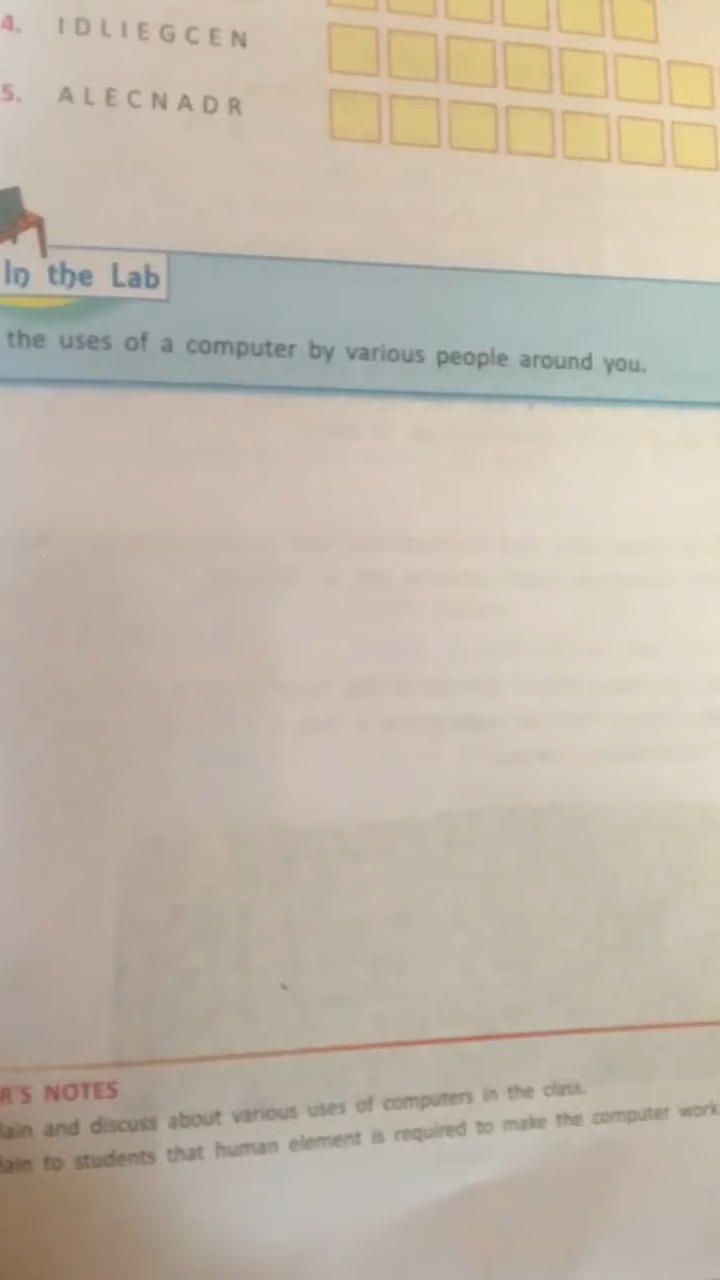 4. IDLIEGCEN
5. ALECNADR
In the Lab
the uses of a computer by various people around you.
R'S NOTES
lain and discuss about various uses of computers in the class.
lain to students that human element is required to make the computer work